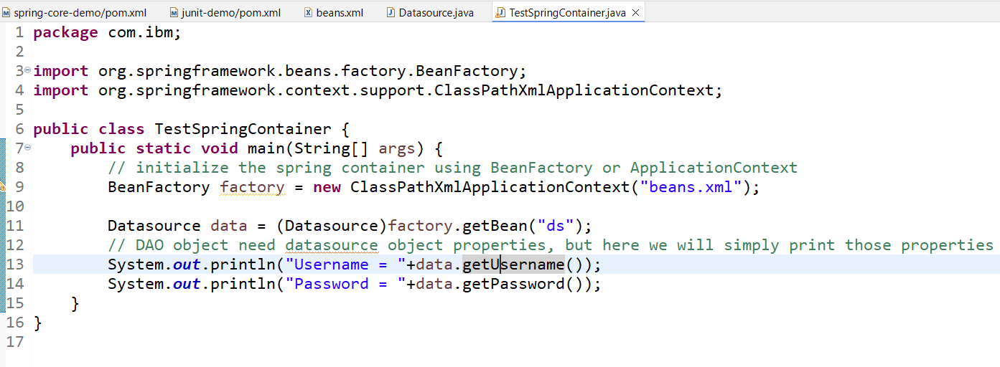 spring-core-demo/pom.xml junit-demo/pom.xml beans.xml Datasource.java TestSpringContainer.java
1 package com.ibm;
2
3 import org.springframework.beans.factory.BeanFactory;
4 import org.springframework.context.support.ClassPathXmlApplicationContext;
5
6 public class TestSpringContainer {
7     public static void main(String[] args) {
8         // initialize the spring container using BeanFactory or ApplicationContext
9         BeanFactory factory = new ClassPathXmlApplicationContext("beans.xml");
10
11         Datasource data = (Datasource)factory.getBean("ds");
12         // DAO object need datasource object properties, but here we will simply print those properties
13         System.out.println("Username = "+data.getUsername());
14         System.out.println("Password = "+data.getPassword());
15     }
16 }
17